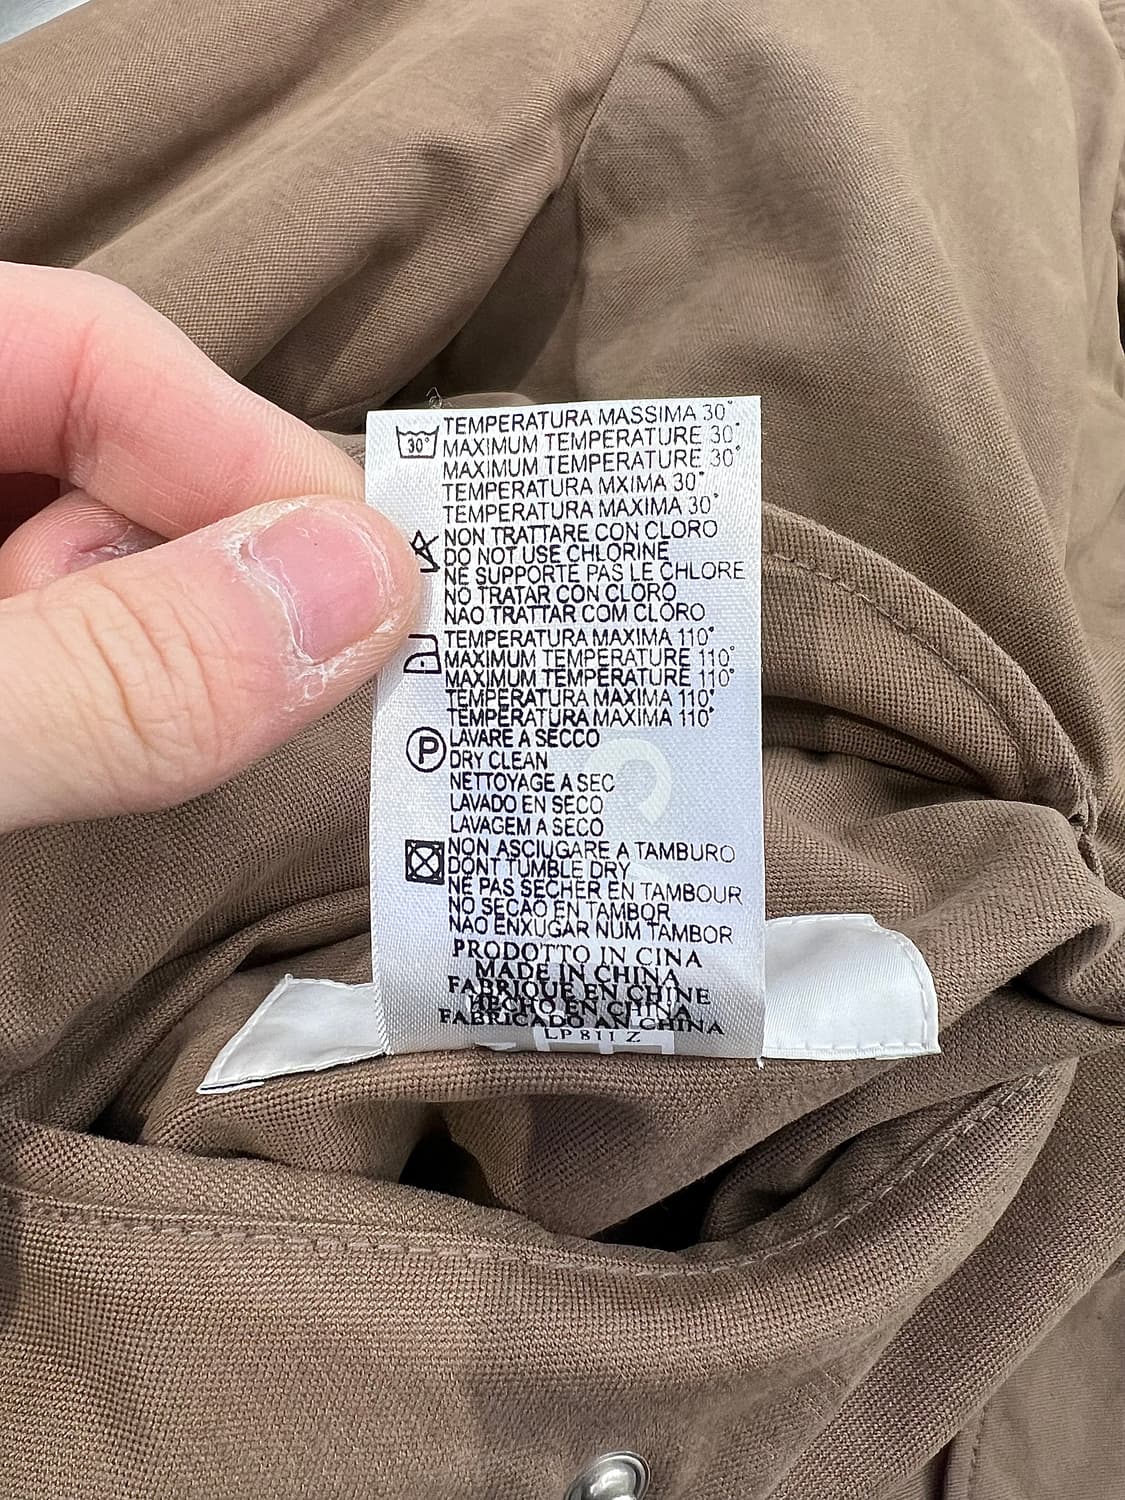 TEMPERATURA MASSIMA 30°
30° MAXIMUM TEMPERATURE 30°
MAXIMUM TEMPERATURE 30°
TEMPERATURA MXIMA 30°
TEMPERATURA MAXIMA 30°
NON TRATTARE CON CLORO
DO NOT USE CHLORINE
NE SUPPORTE PAS LE CHLORE
NO TRATAR CON CLORO
NAO TRATTAR COM CLORO
TEMPERATURA MAXIMA 110°
MAXIMUM TEMPERATURE 110°
MAXIMUM TEMPERATURE 110°
TEMPERATURA MAXIMA 110°
TEMPERATURA MAXIMA 110°
P LAVARE A SECCO
DRY CLEAN
NETTOYAGE A SEC
LAVADO EN SECO
LAVAGEM A SECO
NON ASCIUGARE A TAMBURO
DONT TUMBLE DRY
NE PAS SECHER EN TAMBOUR
NO SECAO EN TAMBOR
NAO ENXUGAR NUM TAMBOR
PRODOTTO IN CINA
MADE IN CHINA
FABRIQUE EN CHINE
HECHO EN CHINA
FABRICADO AN CHINA
LP 811 Z